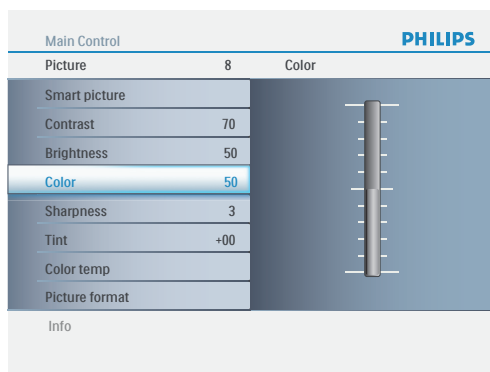 Main Control PHILIPS
Picture 8 Color
Smart picture
Contrast 70
Brightness 50
Color 50
Sharpness 3
Tint +00
Color temp
Picture format
Info